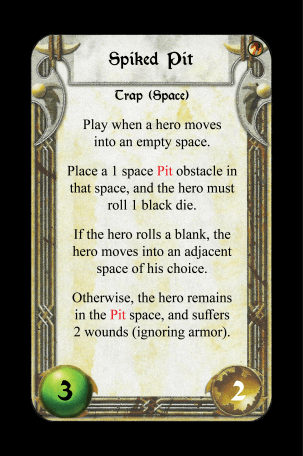 Spiked Pit
Trap (Space)
Play when a hero moves
into an empty space.
Place a 1 space Pit obstacle in
that space, and the hero must
roll 1 black die.
If the hero rolls a blank, the
hero moves into an adjacent
space of his choice.
Otherwise, the hero remains
in the Pit space, and suffers
2 wounds (ignoring armor).
3
2